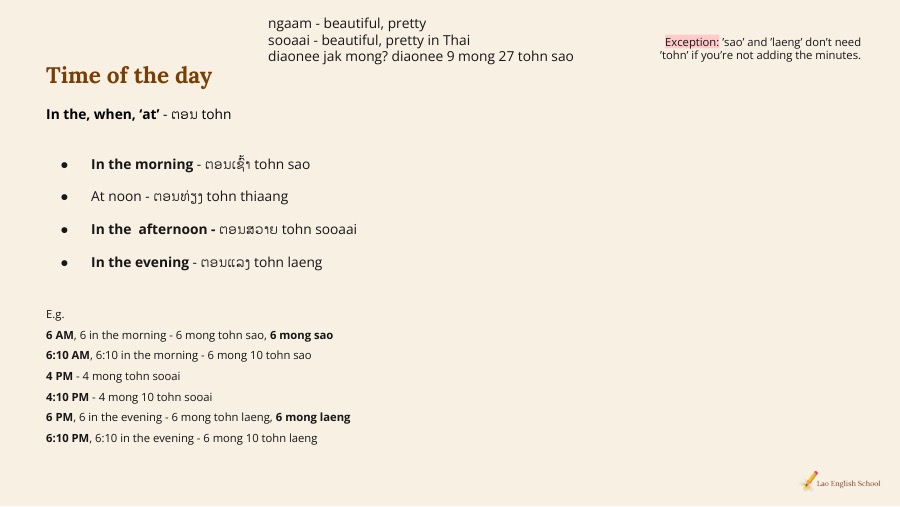 ngaam - beautiful, pretty
sooaai - beautiful, pretty in Thai
diaonee jak mong? diaonee 9 mong 27 tohn sao
Exception: ‘sao’ and ‘laeng’ don’t need
‘tohn’ if you’re not adding the minutes.
Time of the day
In the, when, ‘at’ - ຕອນ tohn
● In the morning - ຕອນເຊົ້າ tohn sao
● At noon - ຕອນທ່ຽງ tohn thiaang
● In the afternoon - ຕອນສວາຍ tohn sooaai
● In the evening - ຕອນແລງ tohn laeng
E.g.
6 AM, 6 in the morning - 6 mong tohn sao, 6 mong sao
6:10 AM, 6:10 in the morning - 6 mong 10 tohn sao
4 PM - 4 mong tohn sooai
4:10 PM - 4 mong 10 tohn sooai
6 PM, 6 in the evening - 6 mong tohn laeng, 6 mong laeng
6:10 PM, 6:10 in the evening - 6 mong 10 tohn laeng
Lao English School